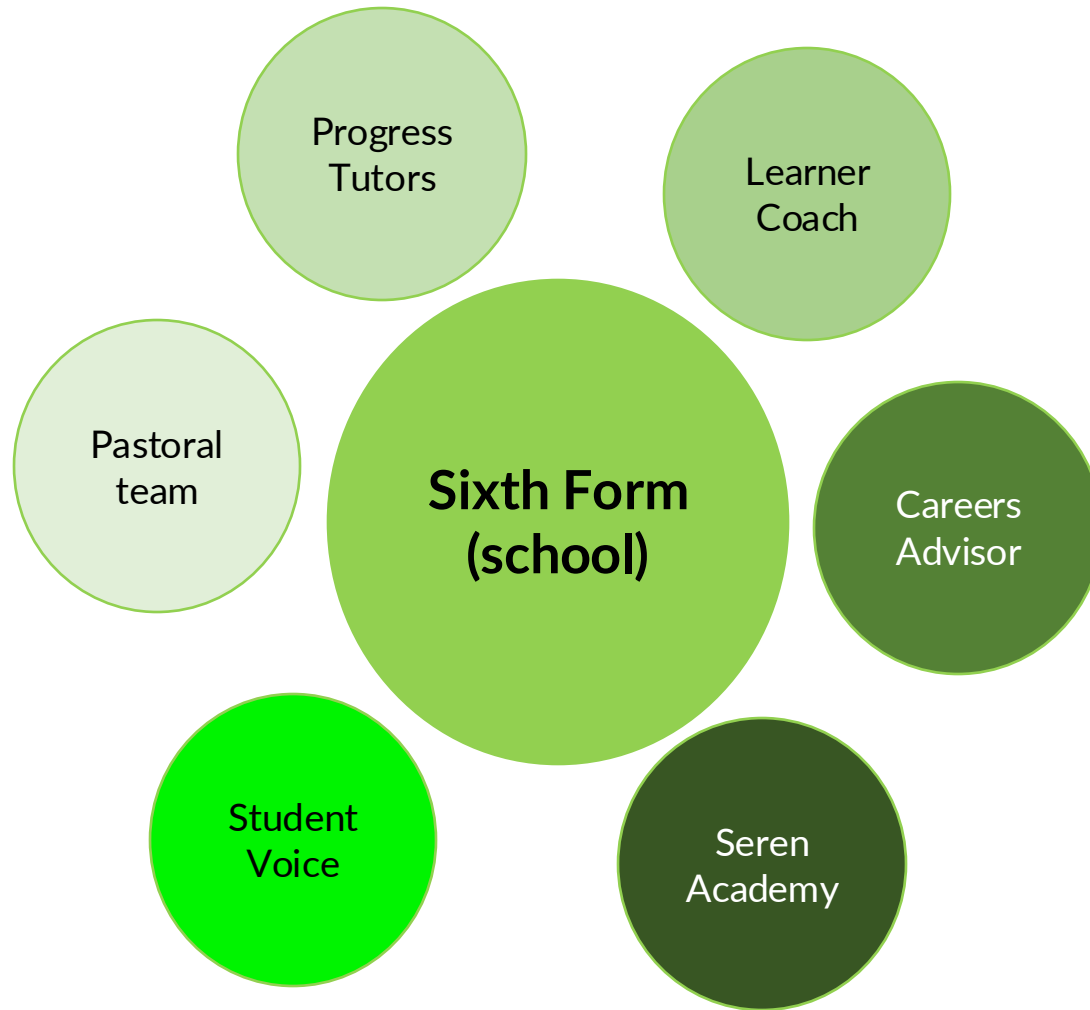 Progress
Tutors
Learner
Coach
Pastoral
team
Sixth Form
(school)
Careers
Advisor
Student
Voice
Seren
Academy